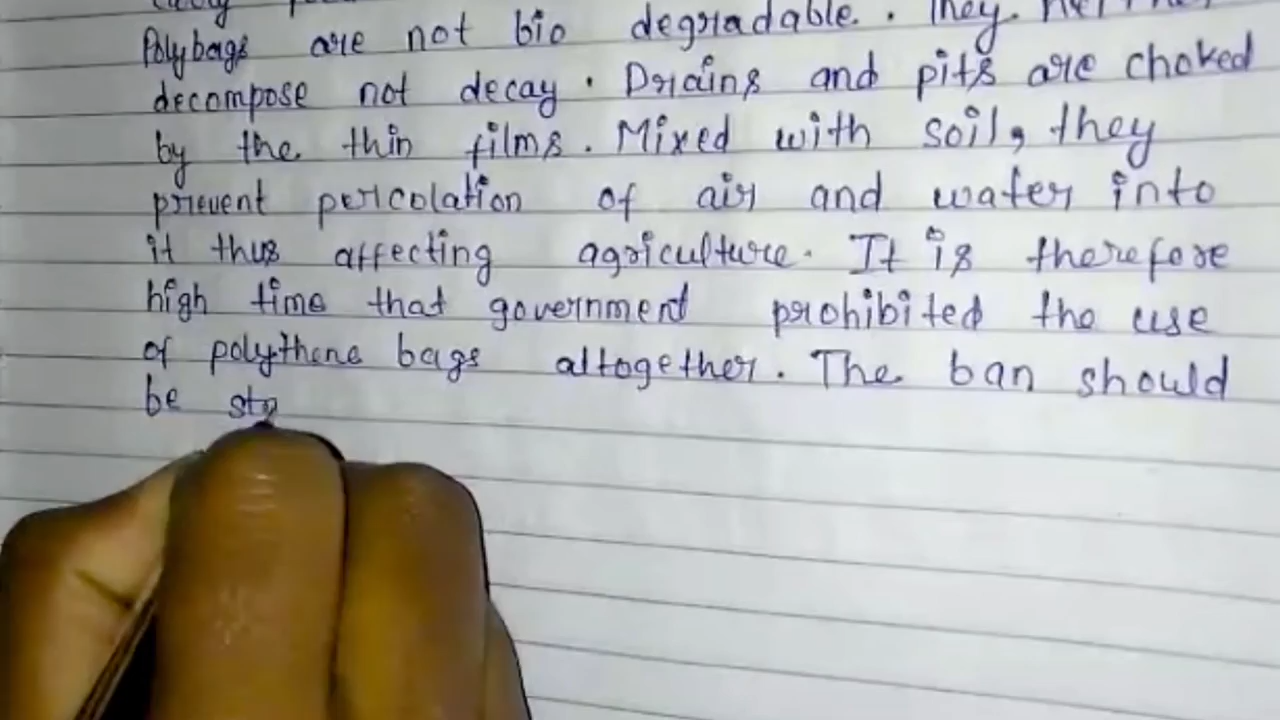 Polybags are not bio degradable. They
decompose not decay. Drains and pits are choked
by the thin films. Mixed with soil, they
prevent percolation of air and water into
it thus affecting agriculture. It is therefore
high time that government prohibited the use
of polythene bags altogether. The ban should
be